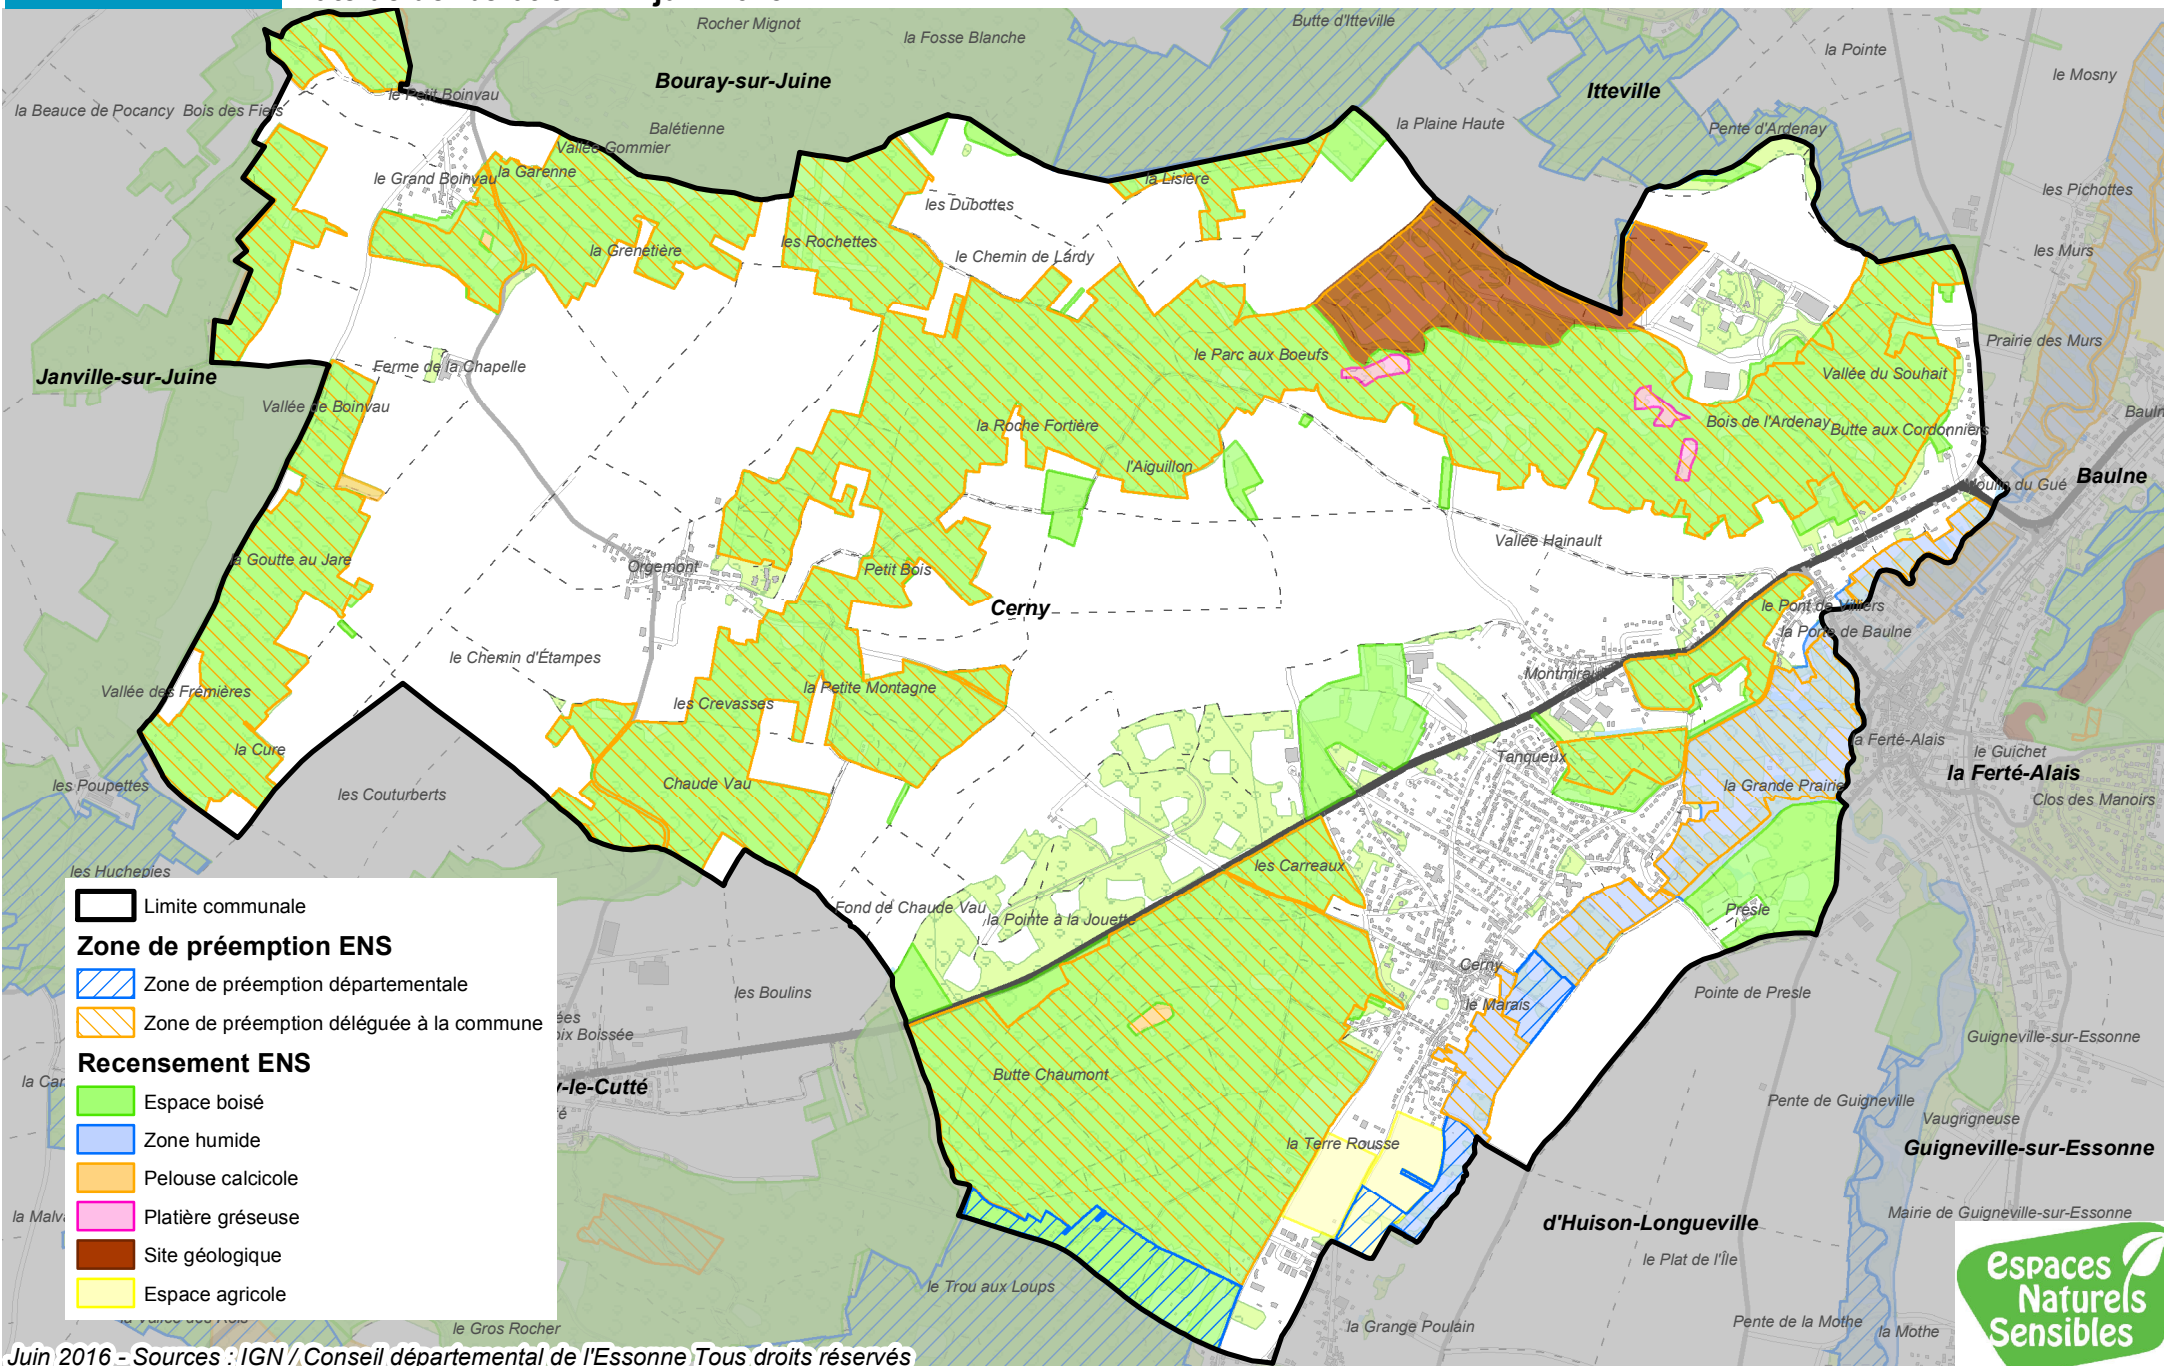 Rocher Mignot
la Fosse Blanche
Butte d'Itteville
la Pointe
le Mosny
Bouray-sur-Juine
Itteville
la Beauce de Pocancy
Bois des Fiefs
le Petit Boinvau
Balétienne
Vallée Gommier
la Plaine Haute
Pente d'Ardenay
le Grand Boinvau
la Garenne
la Lisière
les Pichottes
les Dubottes
la Grenetière
les Rochettes
le Chemin de Lardy
les Murs
Prairie des Murs
Janville-sur-Juine
Ferme de la Chapelle
le Parc aux Boeufs
Vallée du Souhait
Vallée de Boinvau
la Roche Fortière
Bois de l'Ardenay
Butte aux Cordonniers
l'Aiguillon
Moulin du Gué
Baulne
Vallée Hainault
la Goutte au Jare
Orgemont
Petit Bois
Cerny
le Pont de Villiers
la Porte de Baulne
le Chemin d'Étampes
Montmirault
Vallée des Frémières
les Crevasses
la Petite Montagne
la Cure
la Ferté-Alais
le Guichet
Tanqueux
la Ferté-Alais
les Poupettes
les Couturberts
Chaude Vau
la Grande Prairie
Clos des Manoirs
les Huchepies
les Carreaux
Fond de Chaude Vau
la Pointe à la Jouette
Presle
Cerny
les Boulins
le Marais
Pointe de Presle
oix Boissée
Guigneville-sur-Essonne
y-le-Cutté
Butte Chaumont
Pente de Guigneville
Vaugrigneuse
la Terre Rousse
Guigneville-sur-Essonne
d'Huison-Longueville
Mairie de Guigneville-sur-Essonne
le Plat de l'Île
le Trou aux Loups
le Gros Rocher
la Grange Poulain
Pente de la Mothe
la Mothe
Limite communale
Zone de préemption ENS
Zone de préemption départementale
Zone de préemption déléguée à la commune
Recensement ENS
Espace boisé
Zone humide
Pelouse calcicole
Platière gréseuse
Site géologique
Espace agricole
Juin 2016 - Sources : IGN / Conseil départemental de l'Essonne Tous droits réservés
espaces
Naturels
Sensibles